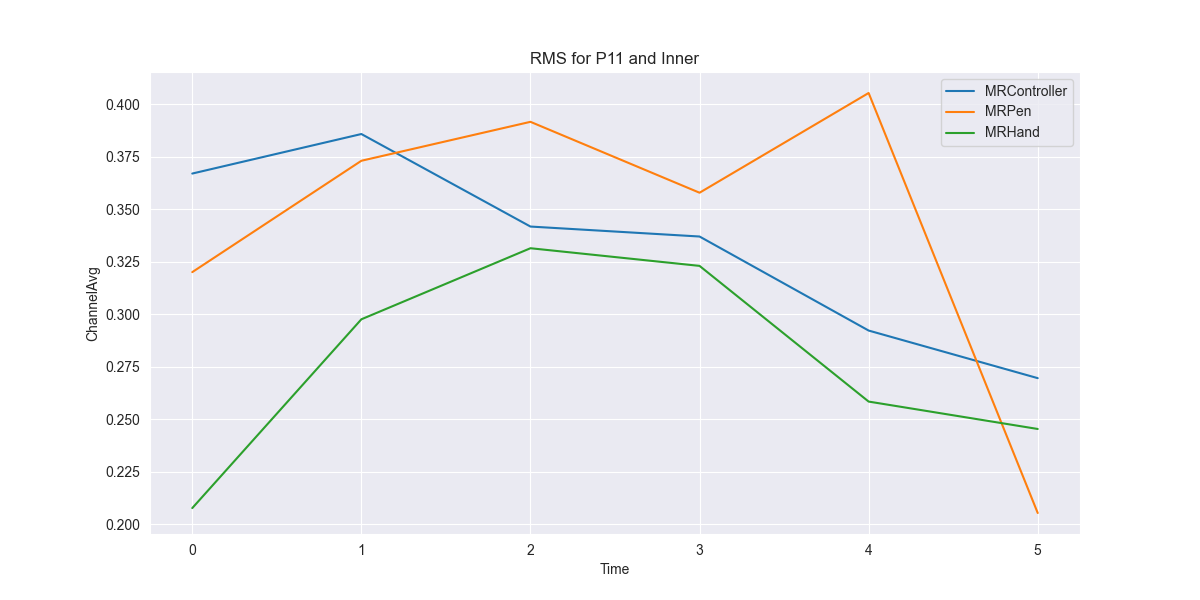 RMS for P11 and Inner
MRController
MRPen
MRHand
0.400
0.375
0.350
0.325
0.300
0.275
0.250
0.225
0.200
ChannelAvg
0 1 2 3 4 5
Time